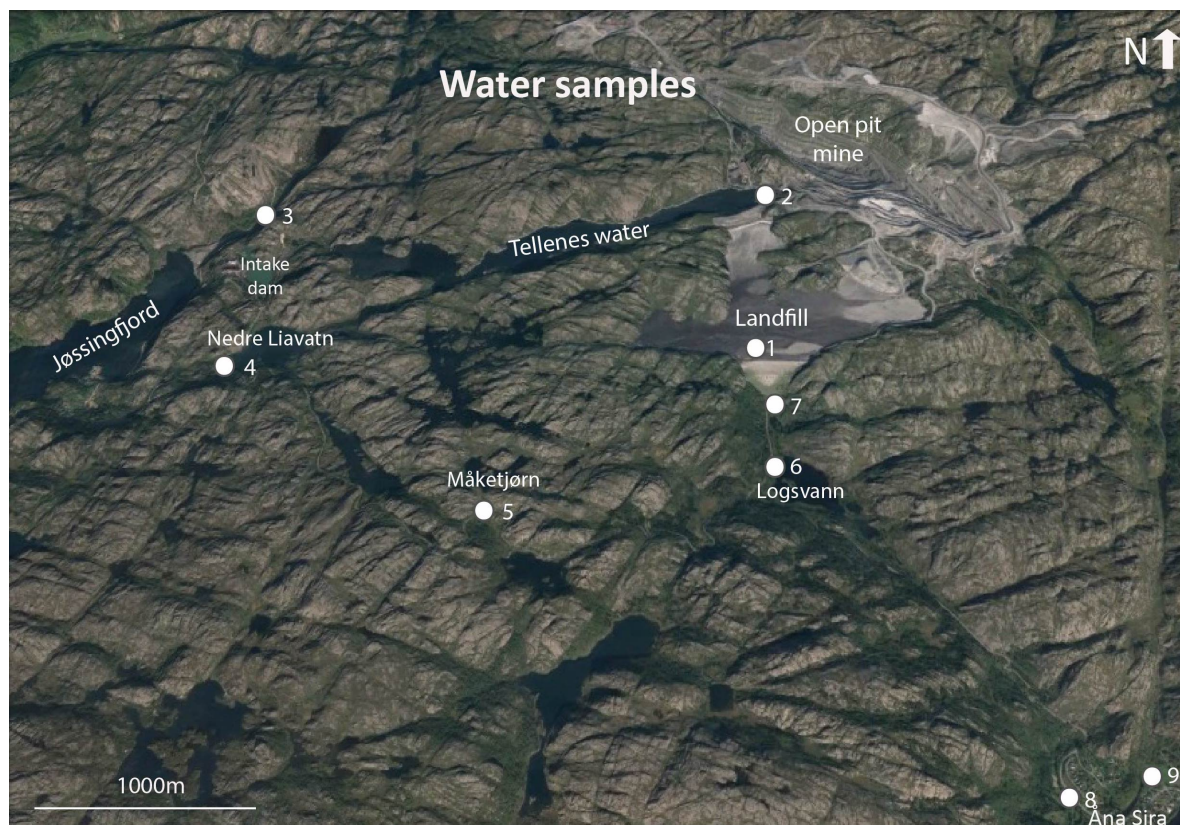 N
Water samples
Open pit
mine
2
3
Tellenes water
Intake
dam
Jøssingfjord
Landfill
1
Nedre Liavatn
4
7
6
Logsvann
Måketjørn
5
1000m
9
8
Åna Sira